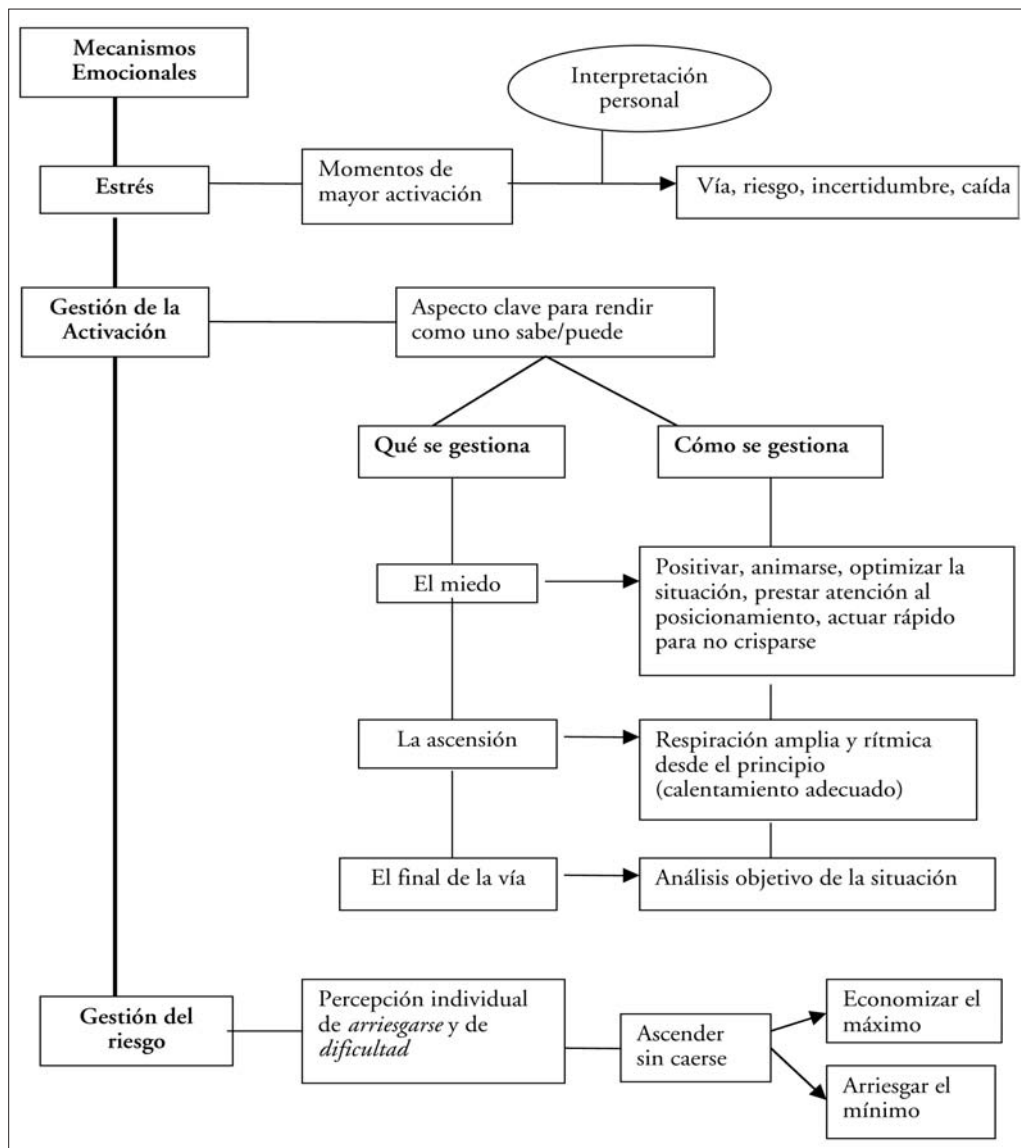 Mecanismos
Emocionales
Interpretación
personal
Estrés
Momentos de
mayor activación
Vía, riesgo, incertidumbre, caída
Gestión de la
Activación
Aspecto clave para rendir
como uno sabe/puede
Qué se gestiona
Cómo se gestiona
El miedo
Positivar, animarse, optimizar la
situación, prestar atención al
posicionamiento, actuar rápido
para no crisparse
La ascensión
Respiración amplia y rítmica
desde el principio
(calentamiento adecuado)
El final de la vía
Análisis objetivo de la situación
Gestión del
riesgo
Percepción individual
de arriesgarse y de
dificultad
Ascender
sin caerse
Economizar el
máximo
Arriesgar el
mínimo